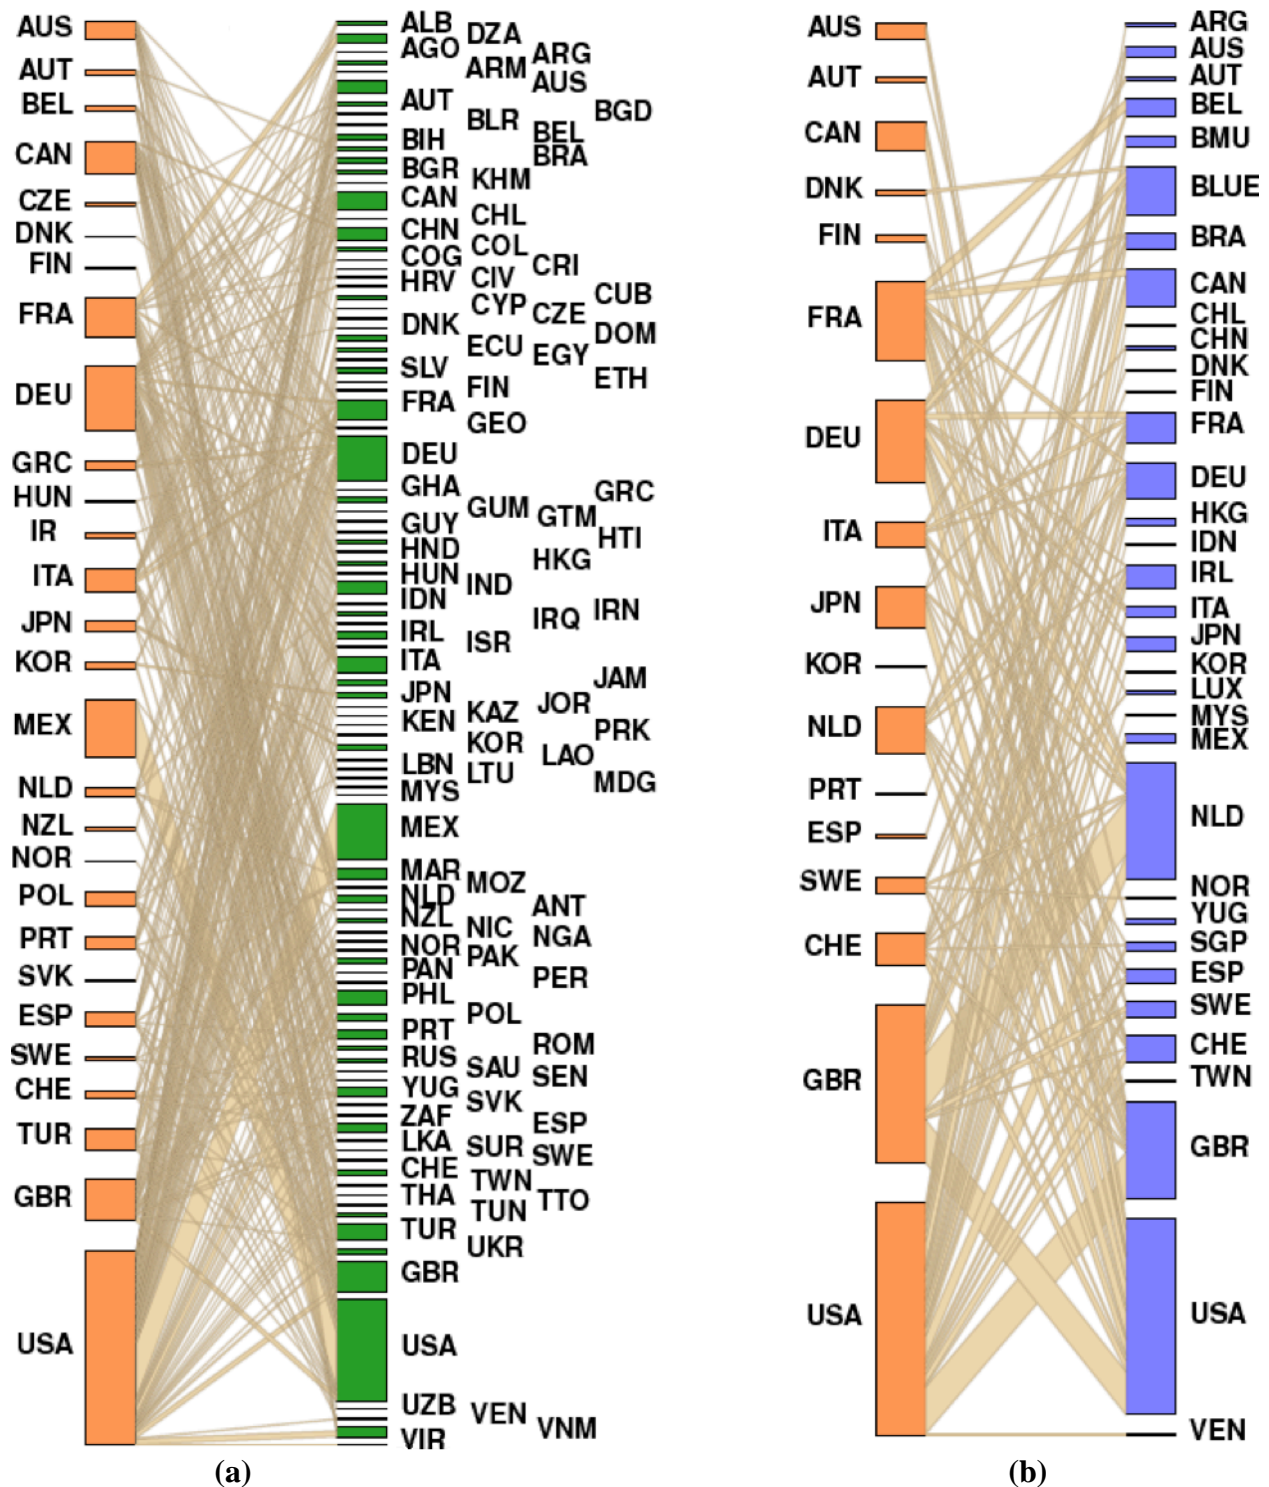 AUS
AUT
BEL
CAN
CZE
DNK
FIN
FRA
DEU
GRC
HUN
IR
ITA
JPN
KOR
MEX
NLD
NZL
NOR
POL
PRT
SVK
ESP
SWE
CHE
TUR
GBR
USA
ALB
DZA
AGO
ARG
ARM
AUS
AUT
BGD
BLR
BEL
BIH
BRA
BGR
KHM
CAN
CHL
CHN
COL
COG
CRI
HRV
CIV
CUB
CYP
CZE
DNK
DOM
ECU
EGY
SLV
ETH
FIN
FRA
GEO
DEU
GHA
GRC
GUM
GTM
GUY
HTI
HND
HKG
HUN
IND
IDN
IRN
IRQ
IRL
ISR
ITA
JAM
JPN
JOR
KAZ
KEN
PRK
KOR
LAO
LBN
LTU
MDG
MYS
MEX
MAR
MOZ
NLD
ANT
NZL
NIC
NGA
NOR
PAK
PAN
PER
PHL
POL
PRT
ROM
RUS
SAU
SEN
YUG
SVK
ZAF
ESP
LKA
SUR
SWE
CHE
TWN
THA
TTO
TUN
TUR
UKR
GBR
USA
UZB
VEN
VNM
VIR
(a)
AUS
AUT
CAN
DNK
FIN
FRA
DEU
ITA
JPN
KOR
NLD
PRT
ESP
SWE
CHE
GBR
USA
ARG
AUS
AUT
BEL
BMU
BLUE
BRA
CAN
CHL
CHN
DNK
FIN
FRA
DEU
HKG
IDN
IRL
ITA
JPN
KOR
LUX
MYS
MEX
NLD
NOR
YUG
SGP
ESP
SWE
CHE
TWN
GBR
USA
VEN
(b)